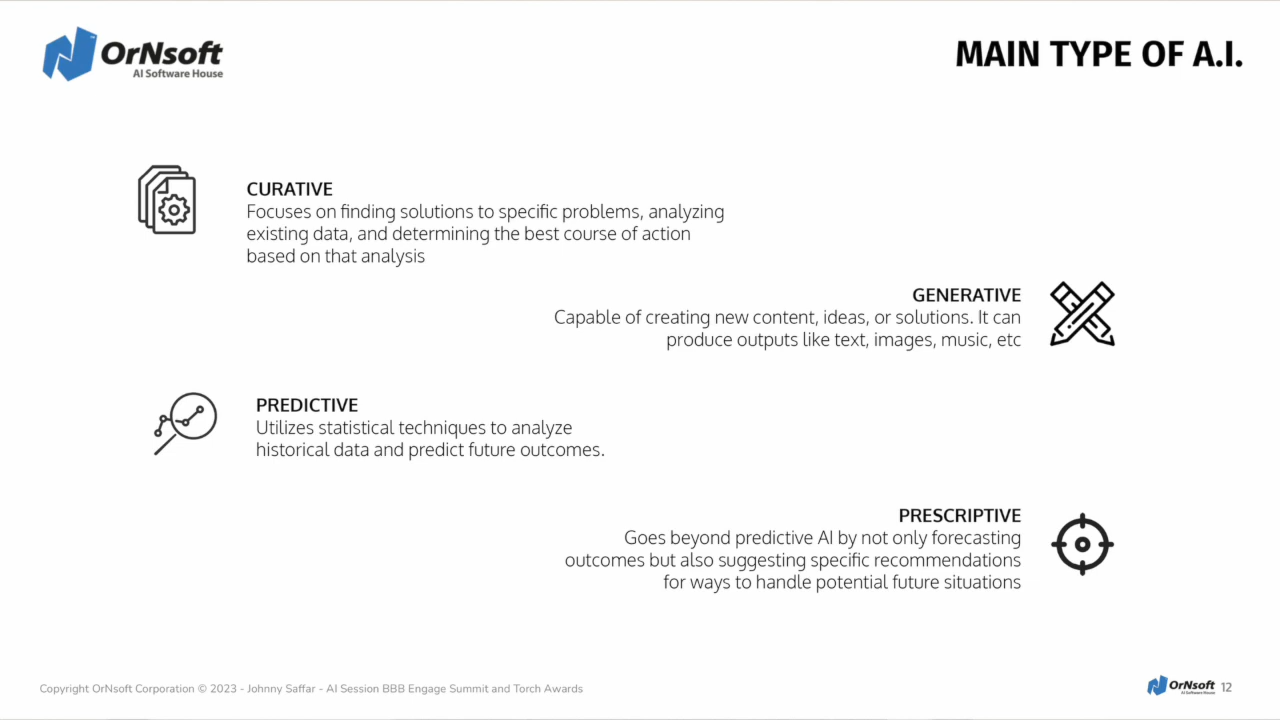 OrNsoft
AI Software House
MAIN TYPE OF A.I.
CURATIVE
Focuses on finding solutions to specific problems, analyzing
existing data, and determining the best course of action
based on that analysis
GENERATIVE
Capable of creating new content, ideas, or solutions. It can
produce outputs like text, images, music, etc
PREDICTIVE
Utilizes statistical techniques to analyze
historical data and predict future outcomes.
PRESCRIPTIVE
Goes beyond predictive AI by not only forecasting
outcomes but also suggesting specific recommendations
for ways to handle potential future situations
Copyright OrNsoft Corporation © 2023 - Johnny Saffar - AI Session BBB Engage Summit and Torch Awards
OrNsoft
AI Software House
12